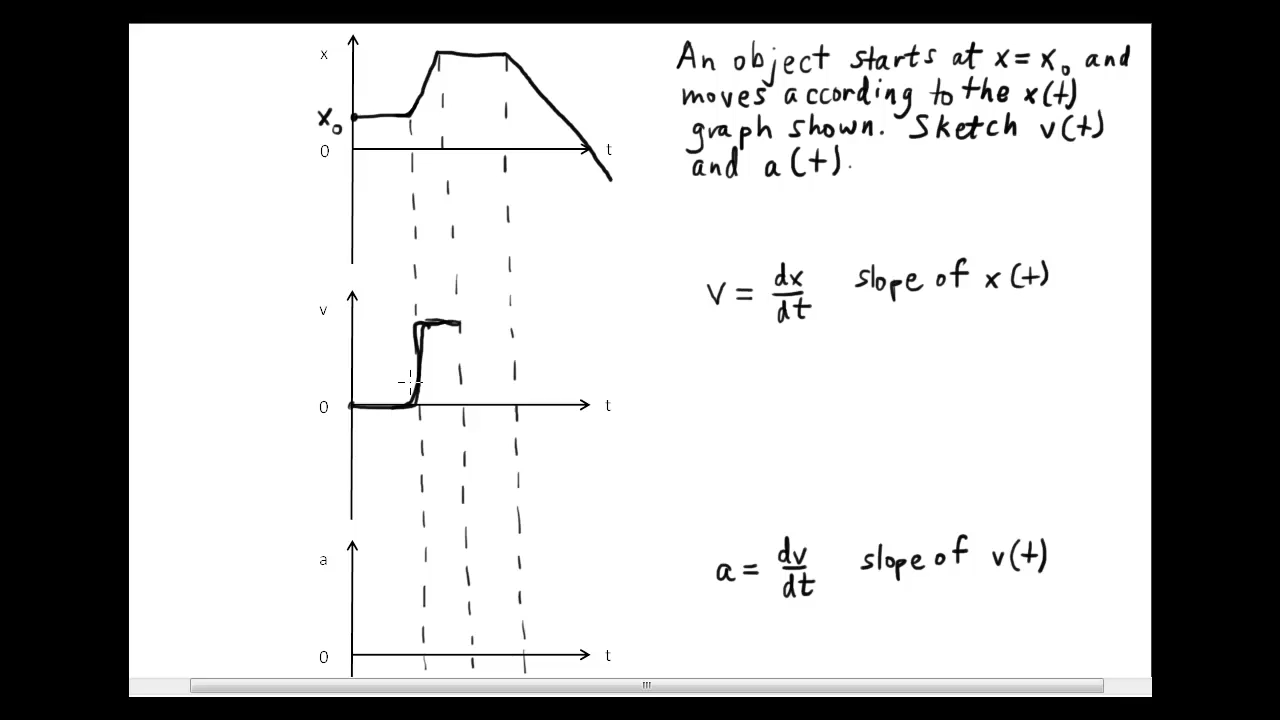 x
x₀
0
t
An object starts at x = x₀ and
moves according to the x(t)
graph shown. Sketch v(t)
and a(t).
v
0
t
v = dx/dt slope of x(t)
a
0
t
a = dv/dt slope of v(t)